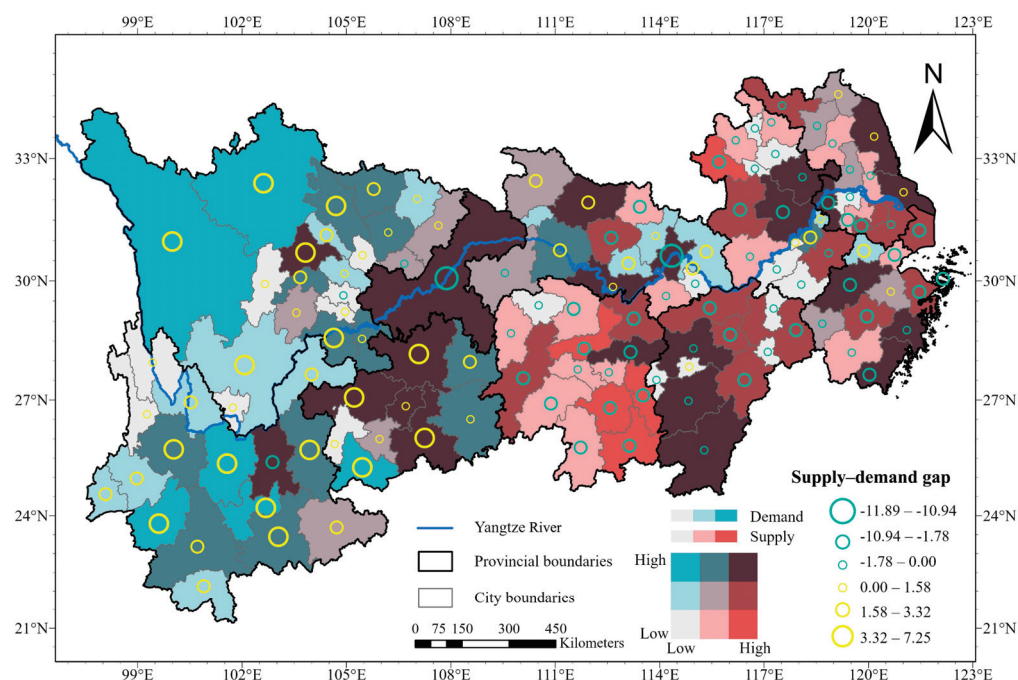 99°E 102°E 105°E 108°E 111°E 114°E 117°E 120°E 123°E
N
33°N 33°N
30°N 30°N
27°N 27°N
24°N 24°N
21°N 21°N
Supply–demand gap
-11.89 – -10.94
-10.94 – -1.78
-1.78 – 0.00
0.00 – 1.58
1.58 – 3.32
3.32 – 7.25
Yangtze River
Provincial boundaries
City boundaries
0 75 150 300 450
Kilometers
Demand
Supply
High
Low
Low High
99°E 102°E 105°E 108°E 111°E 114°E 117°E 120°E 123°E